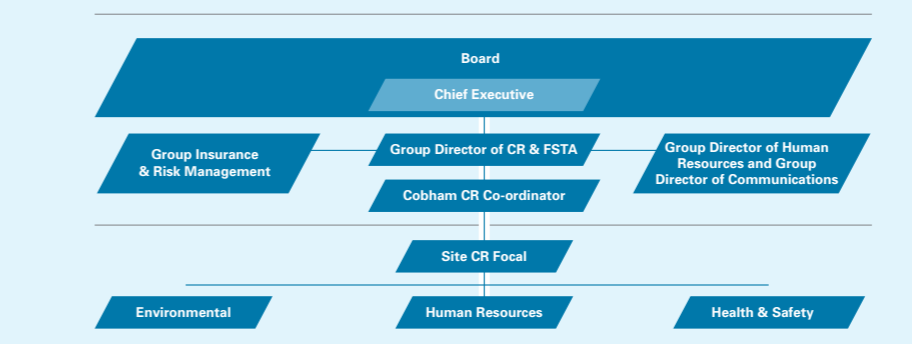 Board
Chief Executive
Group Insurance
& Risk Management
Group Director of CR & FSTA
Group Director of Human
Resources and Group
Director of Communications
Cobham CR Co-ordinator
Site CR Focal
Environmental
Human Resources
Health & Safety